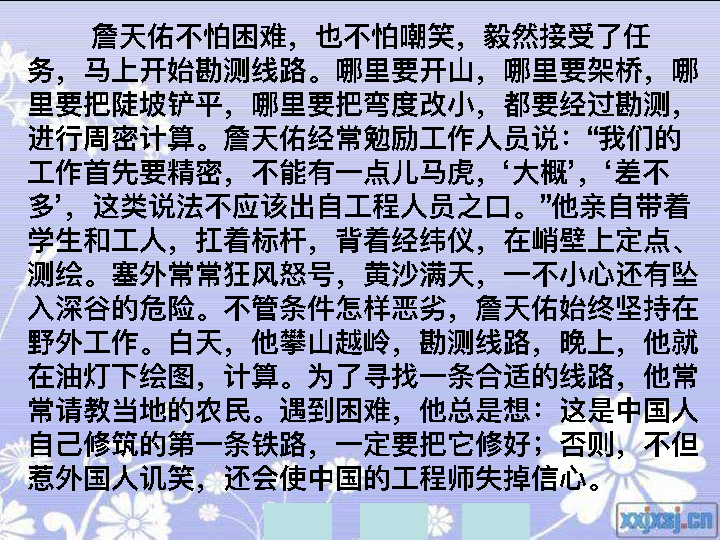 詹天佑不怕困难，也不怕嘲笑，毅然接受了任
务，马上开始勘测线路。哪里要开山，哪里要架桥，哪
里要把陡坡铲平，哪里要把弯度改小，都要经过勘测，
进行周密计算。詹天佑经常勉励工作人员说：“我们的
工作首先要精密，不能有一点儿马虎，‘大概’，‘差不
多’，这类说法不应该出自工程人员之口。”他亲自带着
学生和工人，扛着标杆，背着经纬仪，在峭壁上定点、
测绘。塞外常常狂风怒号，黄沙满天，一不小心还有坠
入深谷的危险。不管条件怎样恶劣，詹天佑始终坚持在
野外工作。白天，他攀山越岭，勘测线路，晚上，他就
在油灯下绘图，计算。为了寻找一条合适的线路，他常
常请教当地的农民。遇到困难，他总是想：这是中国人
自己修筑的第一条铁路，一定要把它修好；否则，不但
惹外国人讥笑，还会使中国的工程师失掉信心。
xxjxsj.cn